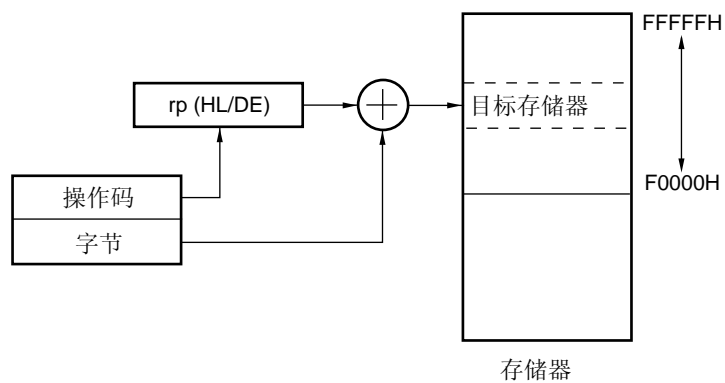 FFFFFH
rp (HL/DE)
目标存储器
操作码
F0000H
字节
存储器